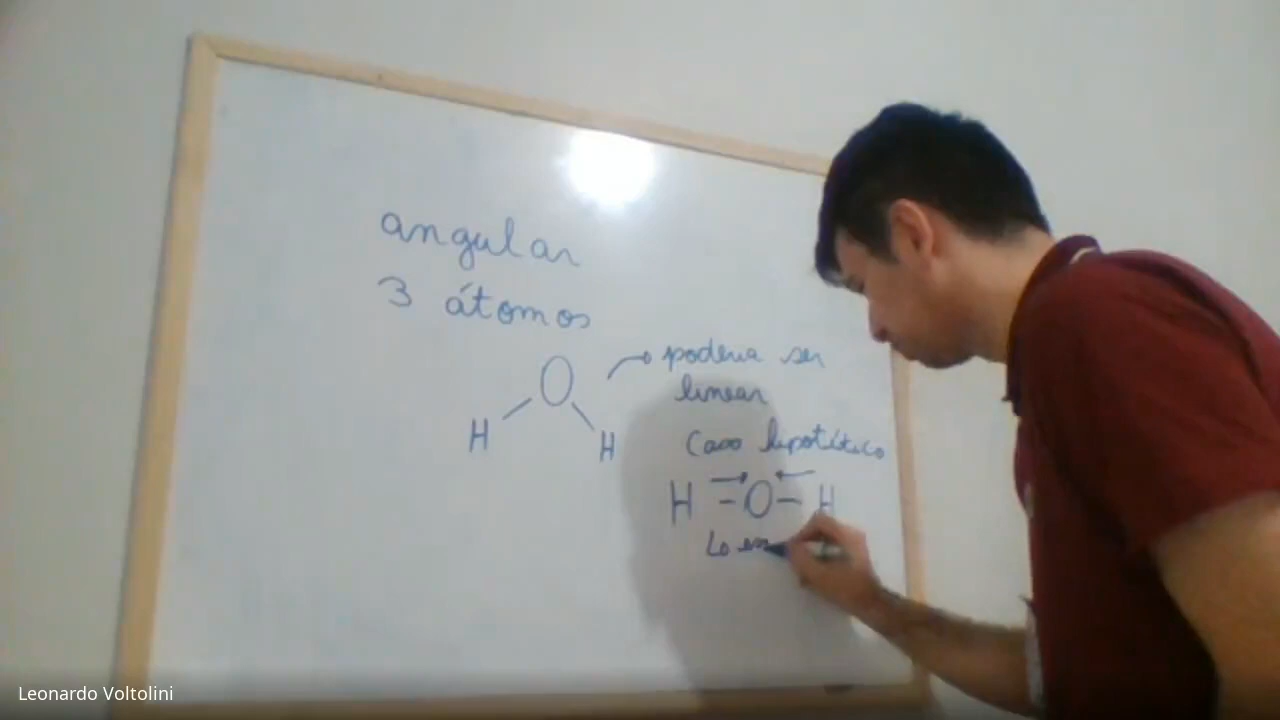 angular
3 átomos
O
H H
poderia ser
linear
Caso hipotético
H - O - H
Leonardo Voltolini